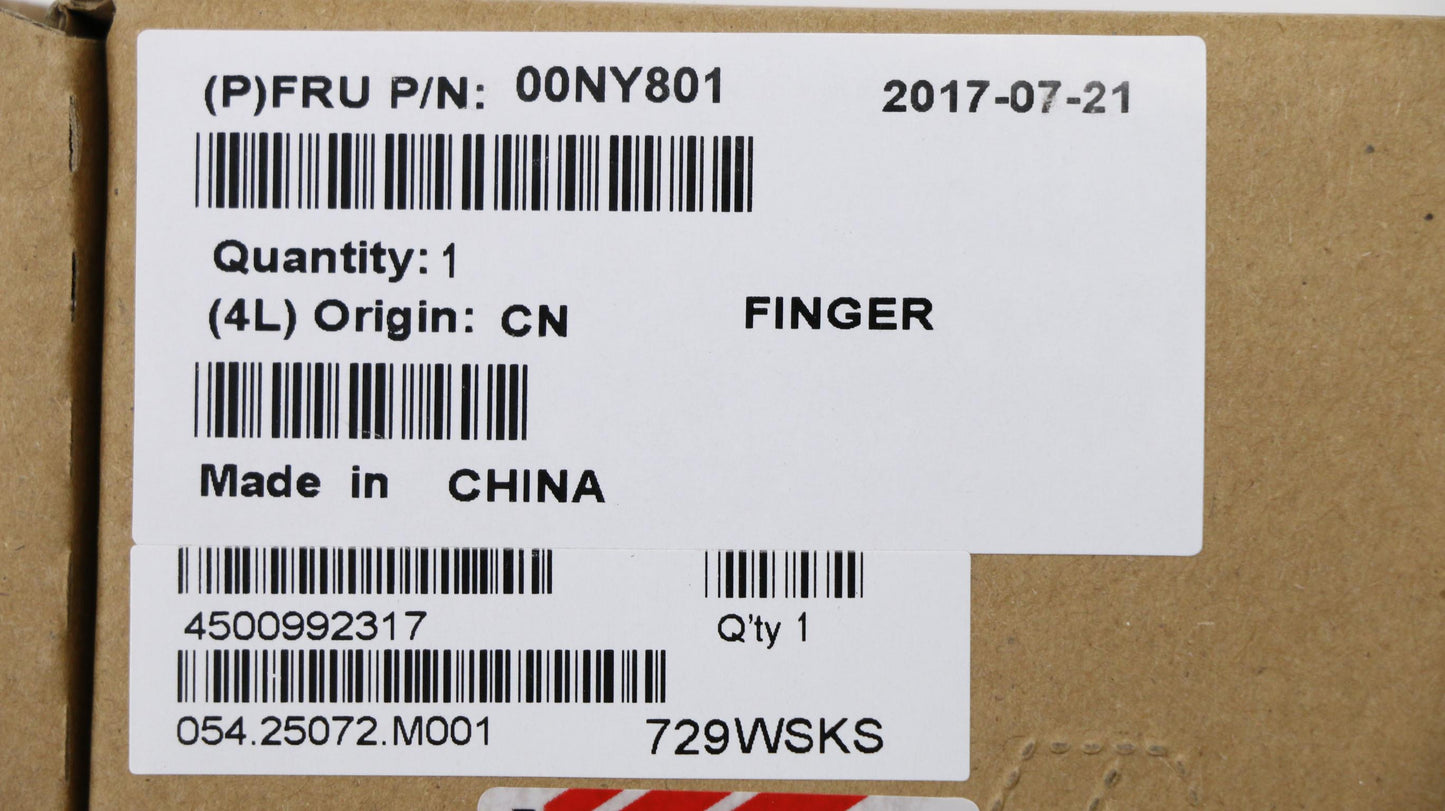 (P)FRU P/N: 00NY801 2017-07-21
Quantity: 1
(4L) Origin: CN FINGER
Made in CHINA
4500992317 Q'ty 1
054.25072.M001 729WSKS